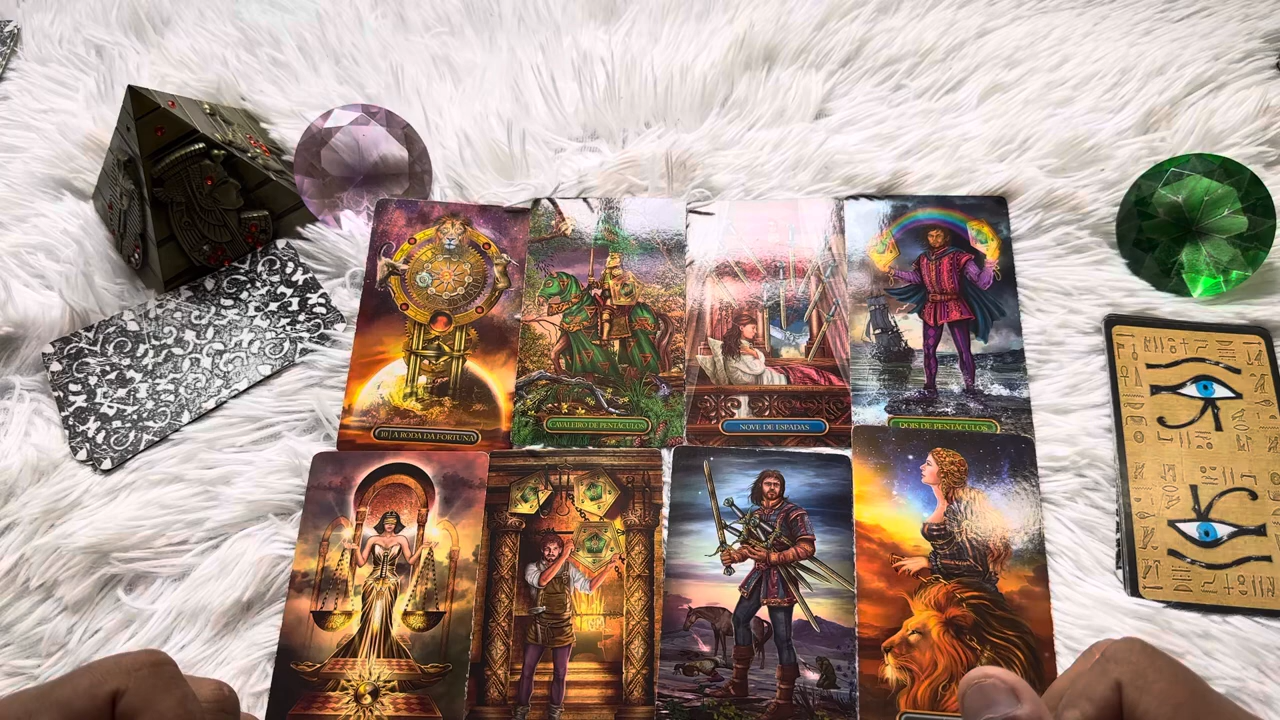 10 | A RODA DA FORTUNA
CAVALEIRO DE PENTÁCULOS
NOVE DE ESPADAS
DOIS DE PENTÁCULOS